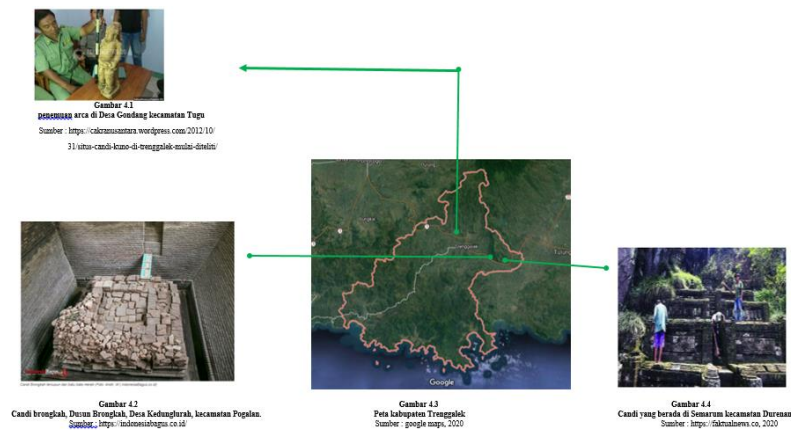 Gambar 4.1
penemuan arca di Desa Gondang kecamatan Tugu
Sumber : https://cakranusantara.wordpress.com/2012/10/
31/situs-candi-kuno-di-trenggalek-mulai-diteliti/
Gambar 4.2
Candi brongkah, Dusun Brongkah, Desa Kedunglurah, kecamatan Pogalan.
Sumber : https://indonesiabagus.co.id/
Google
Gambar 4.3
Peta kabupaten Trenggalek
Sumber : google maps, 2020
Gambar 4.4
Candi yang berada di Semarum kecamatan Durenan
Sumber : https://faktualnews.co, 2020